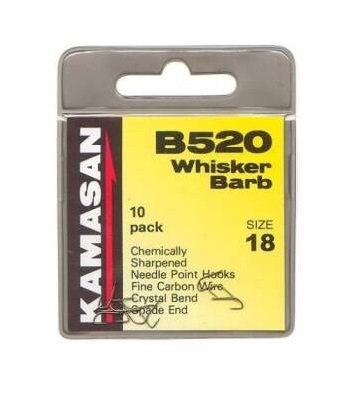 KAMASAN
B520
Whisker
Barb
10
pack
SIZE
18
Chemically
Sharpened
Needle Point Hooks
Fine Carbon Wire
Crystal Bend
Spade End